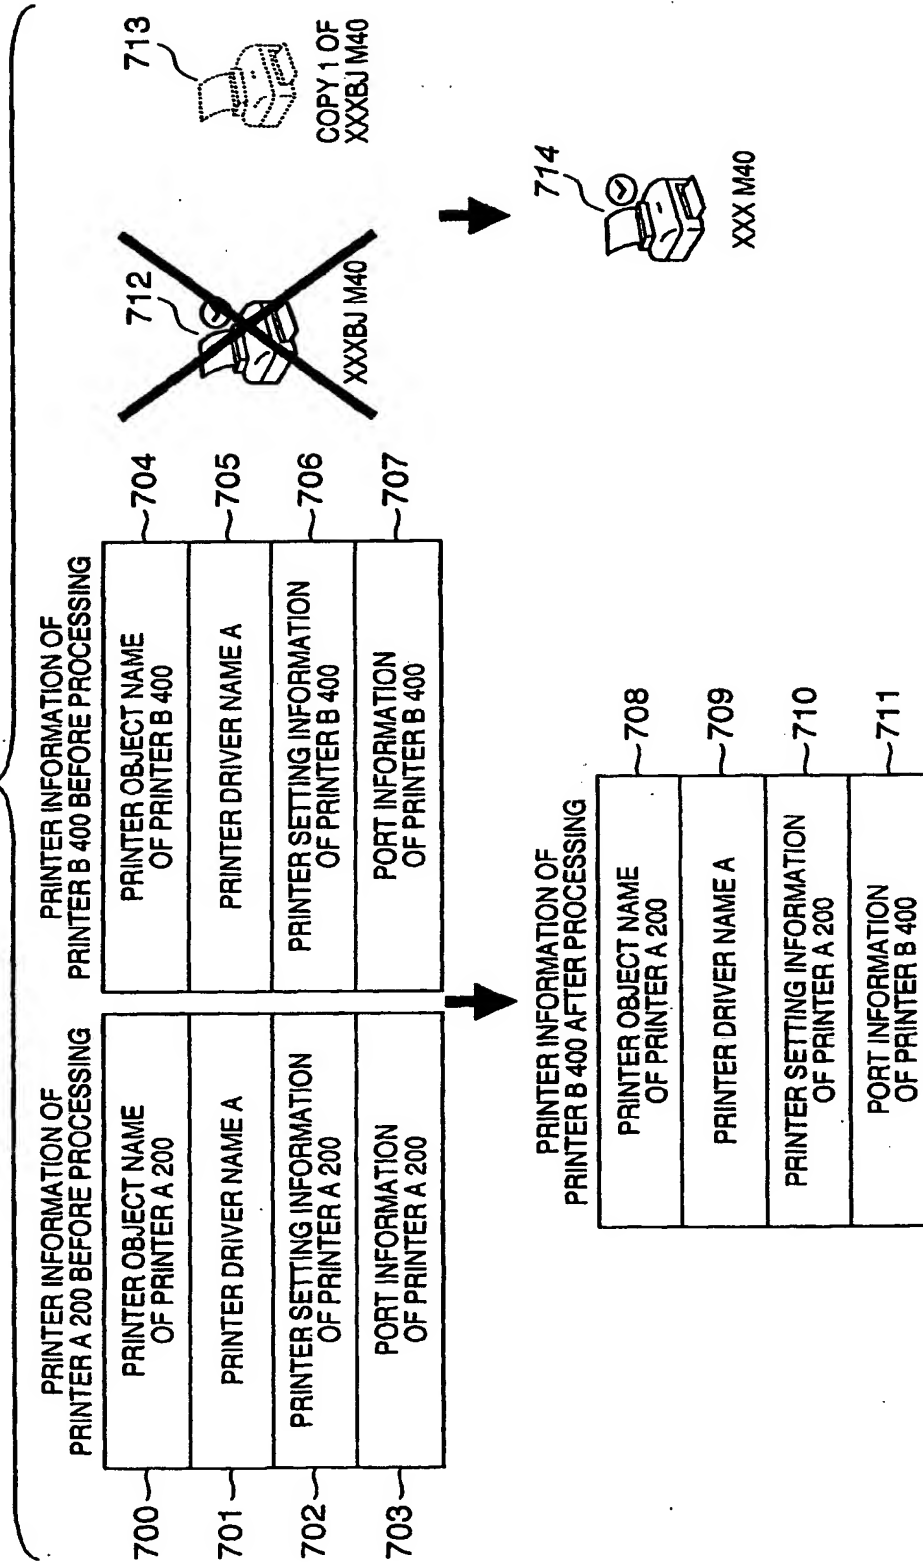 PRINTER INFORMATION OF
PRINTER A 200 BEFORE PROCESSING
700
PRINTER OBJECT NAME
OF PRINTER A 200
701
PRINTER DRIVER NAME A
702
PRINTER SETTING INFORMATION
OF PRINTER A 200
703
PORT INFORMATION
OF PRINTER A 200
PRINTER INFORMATION OF
PRINTER B 400 BEFORE PROCESSING
PRINTER OBJECT NAME
OF PRINTER B 400
704
PRINTER DRIVER NAME A
705
PRINTER SETTING INFORMATION
OF PRINTER B 400
706
PORT INFORMATION
OF PRINTER B 400
707
712
XXXBJ M40
713
COPY 1 OF
XXXBJ M40
PRINTER INFORMATION OF
PRINTER B 400 AFTER PROCESSING
PRINTER OBJECT NAME
OF PRINTER A 200
708
PRINTER DRIVER NAME A
709
PRINTER SETTING INFORMATION
OF PRINTER A 200
710
PORT INFORMATION
OF PRINTER B 400
711
714
XXX M40